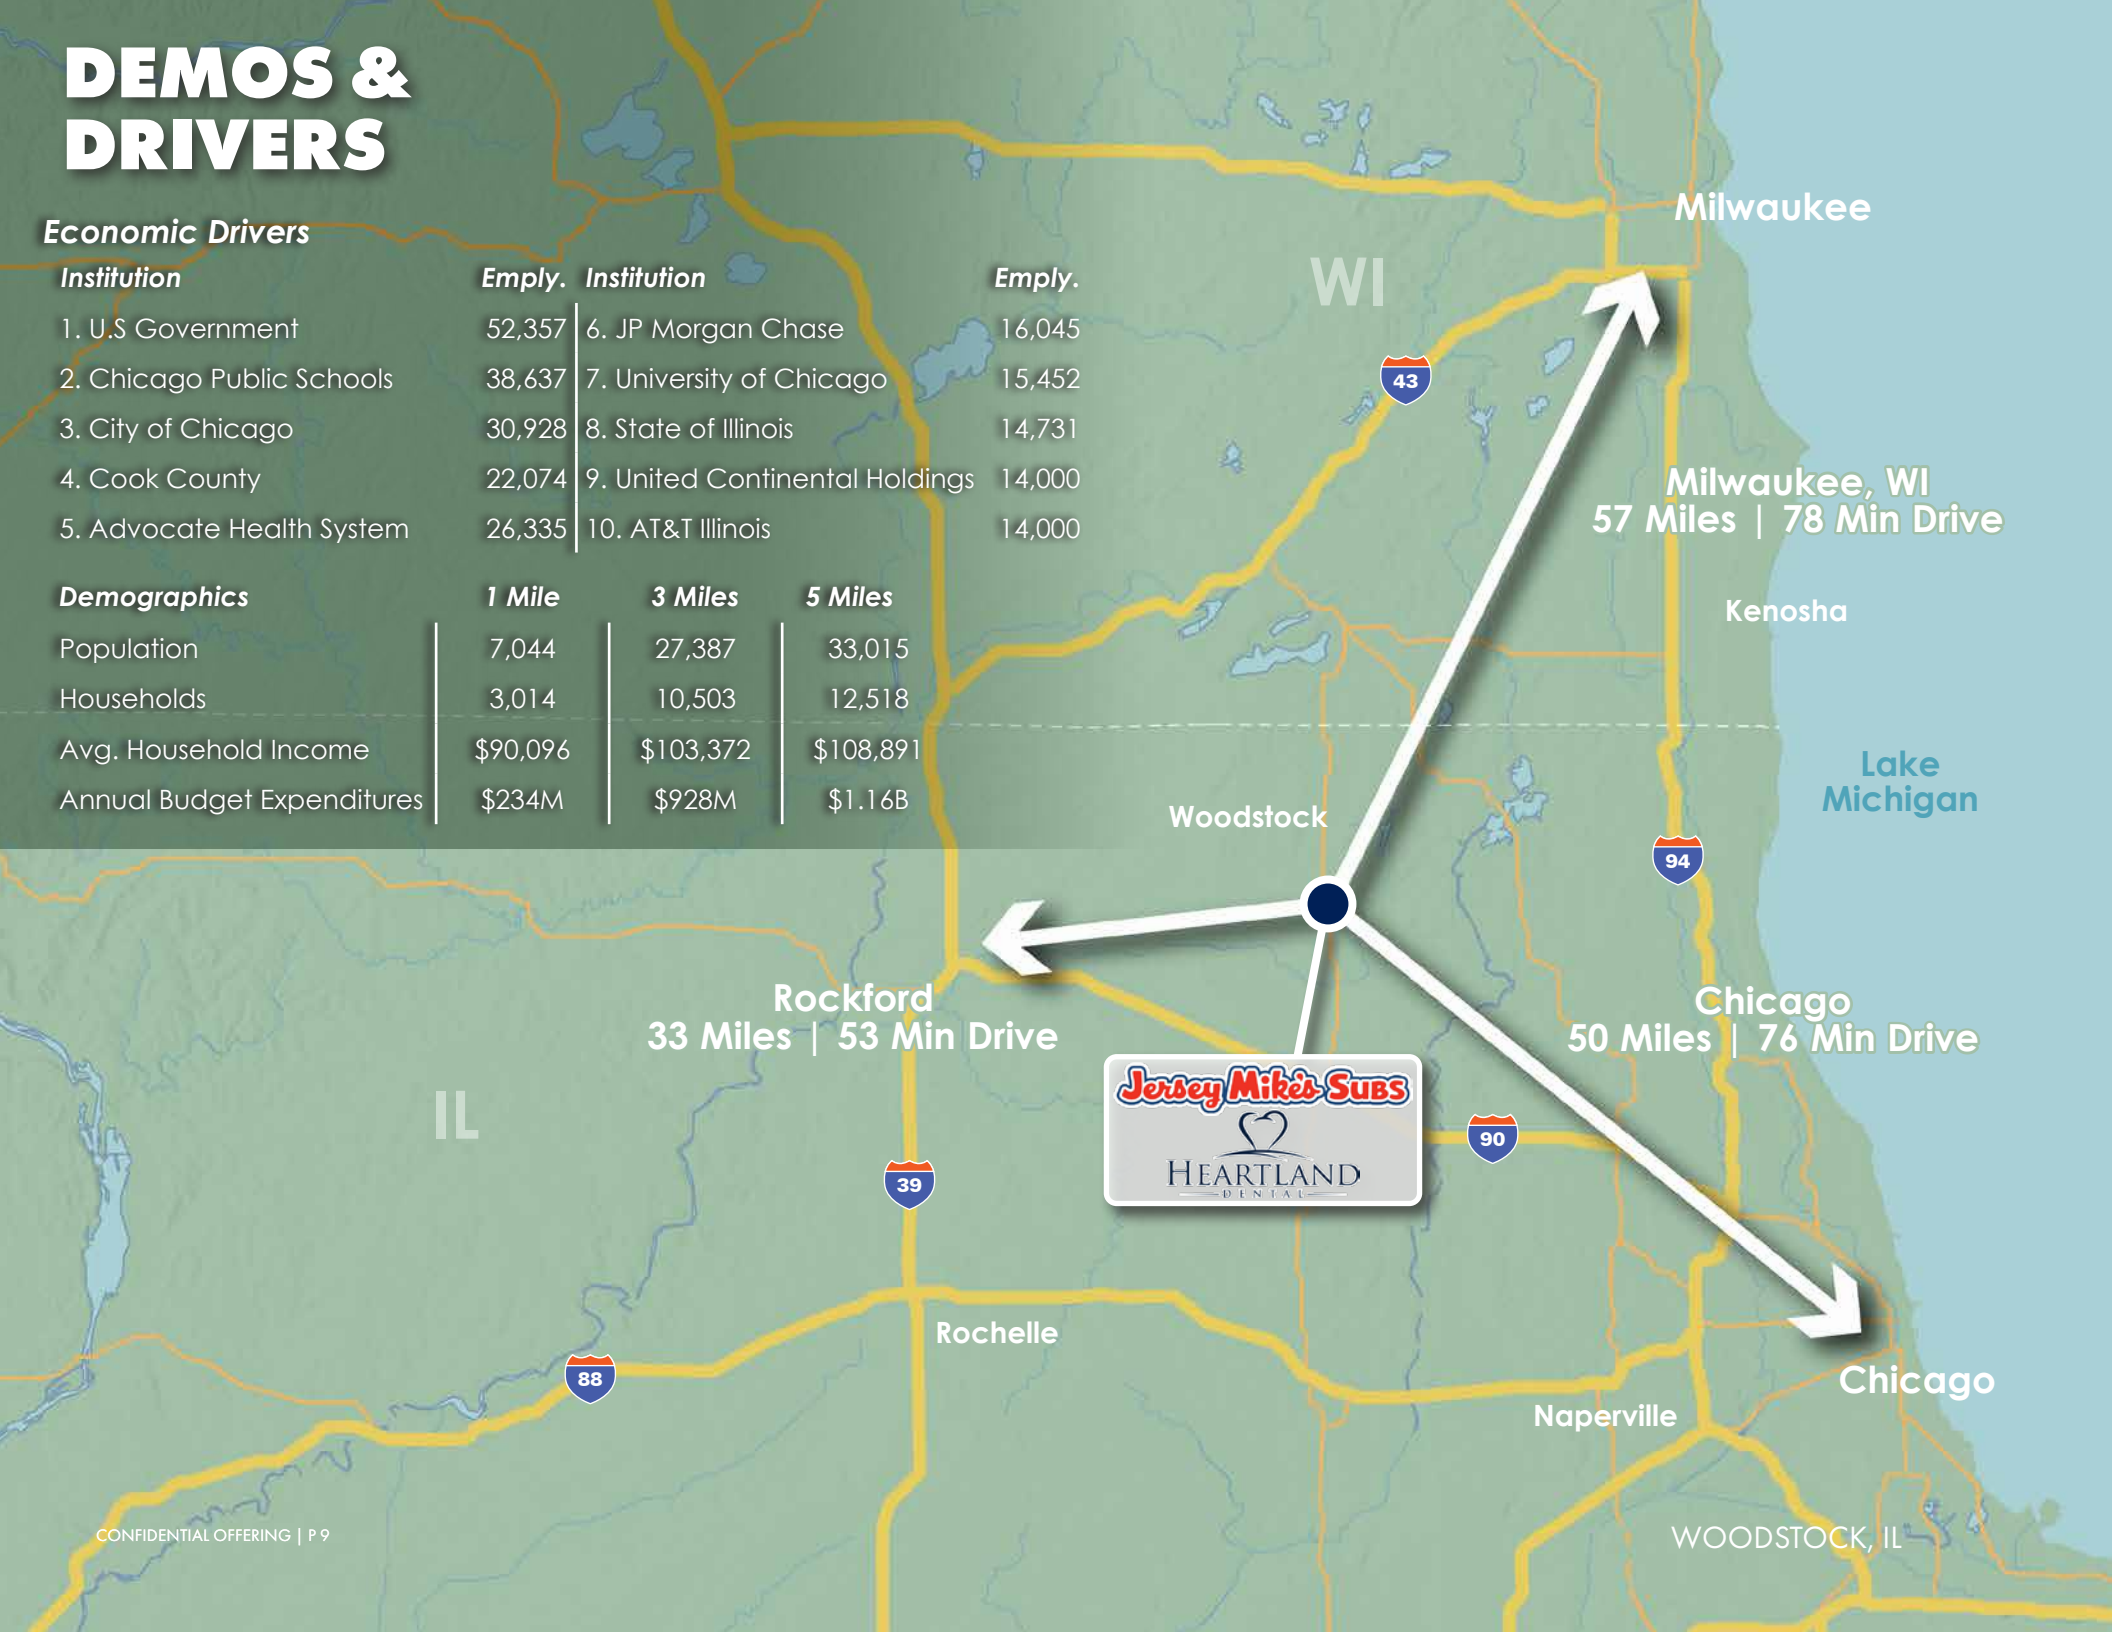 DEMOS &
DRIVERS
Economic Drivers
Institution Emply. Institution Emply.
1. U.S Government 52,357 6. JP Morgan Chase 16,045
2. Chicago Public Schools 38,637 7. University of Chicago 15,452
3. City of Chicago 30,928 8. State of Illinois 14,731
4. Cook County 22,074 9. United Continental Holdings 14,000
5. Advocate Health System 26,335 10. AT&T Illinois 14,000
Demographics 1 Mile 3 Miles 5 Miles
Population 7,044 27,387 33,015
Households 3,014 10,503 12,518
Avg. Household Income $90,096 $103,372 $108,891
Annual Budget Expenditures $234M $928M $1.16B
Milwaukee
WI
43
Milwaukee, WI
57 Miles | 78 Min Drive
Kenosha
Lake
Michigan
Woodstock
94
Rockford
33 Miles | 53 Min Drive
Chicago
50 Miles | 76 Min Drive
Jersey Mike's Subs
HEARTLAND
DENTAL
IL
90
39
Rochelle
88
Chicago
Naperville
CONFIDENTIAL OFFERING | P 9
WOODSTOCK, IL